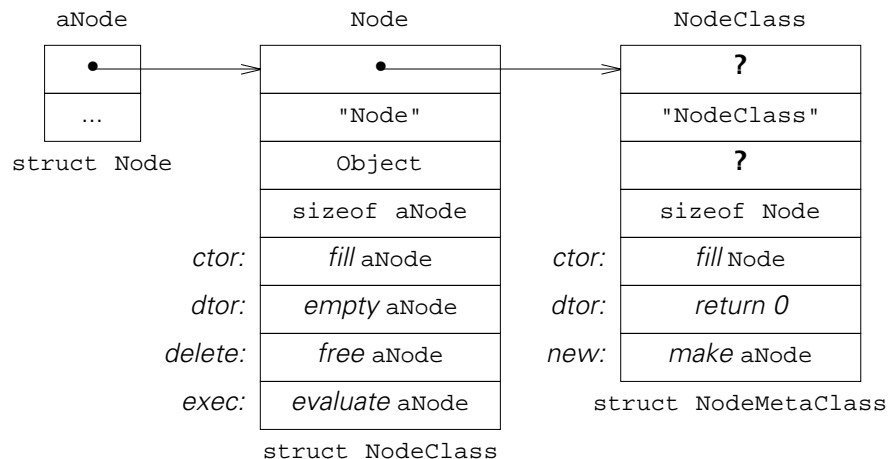 aNode Node NodeClass
● ● ?
... "Node" "NodeClass"
struct Node Object ?
sizeof aNode sizeof Node
ctor: fill aNode ctor: fill Node
dtor: empty aNode dtor: return 0
delete: free aNode new: make aNode
exec: evaluate aNode struct NodeMetaClass
struct NodeClass